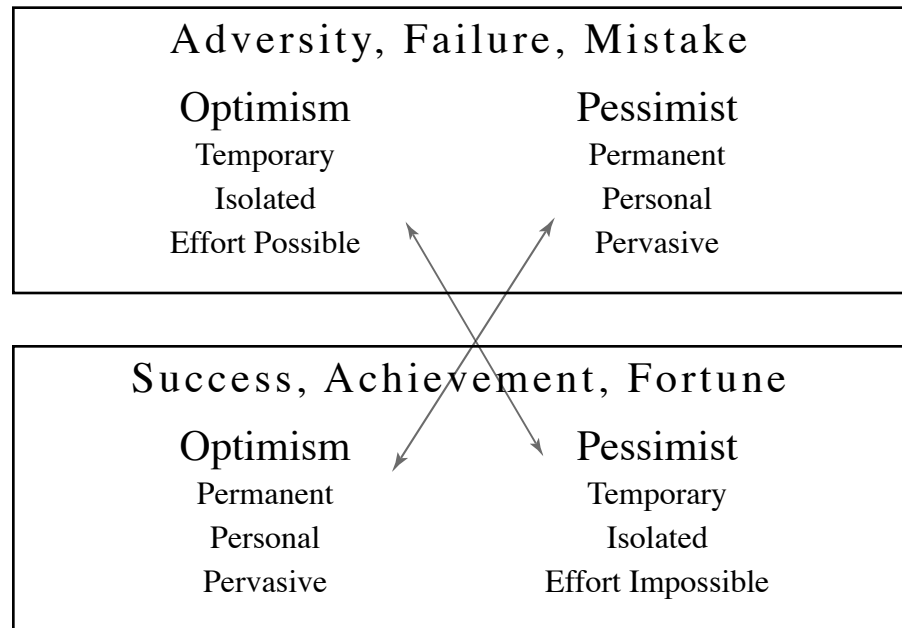 Adversity, Failure, Mistake
Optimism Pessimist
Temporary Permanent
Isolated Personal
Effort Possible Pervasive
Success, Achievement, Fortune
Optimism Pessimist
Permanent Temporary
Personal Isolated
Pervasive Effort Impossible